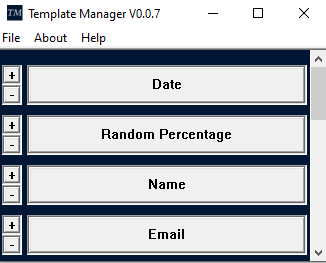 TM Template Manager V0.0.7
File About Help
+
-
Date
+
-
Random Percentage
+
-
Name
+
-
Email